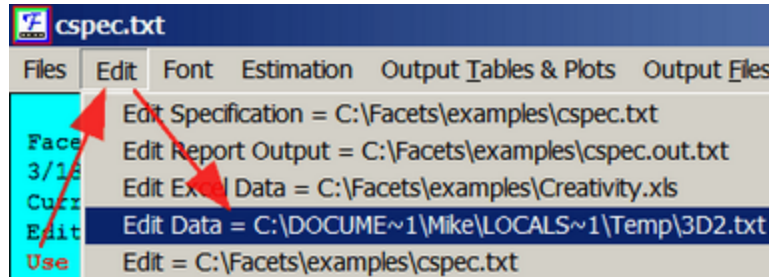 cspec.txt
Files Edit Font Estimation Output Tables & Plots Output Files
Edit Specification = C:\Facets\examples\cspec.txt
Face
Edit Report Output = C:\Facets\examples\cspec.out.txt
3/18
Edit Excel Data = C:\Facets\examples\Creativity.xls
Curr
Edit Data = C:\DOCUME~1\Mike\LOCALS~1\Temp\3D2.txt
Edit
Edit = C:\Facets\examples\cspec.txt
Use